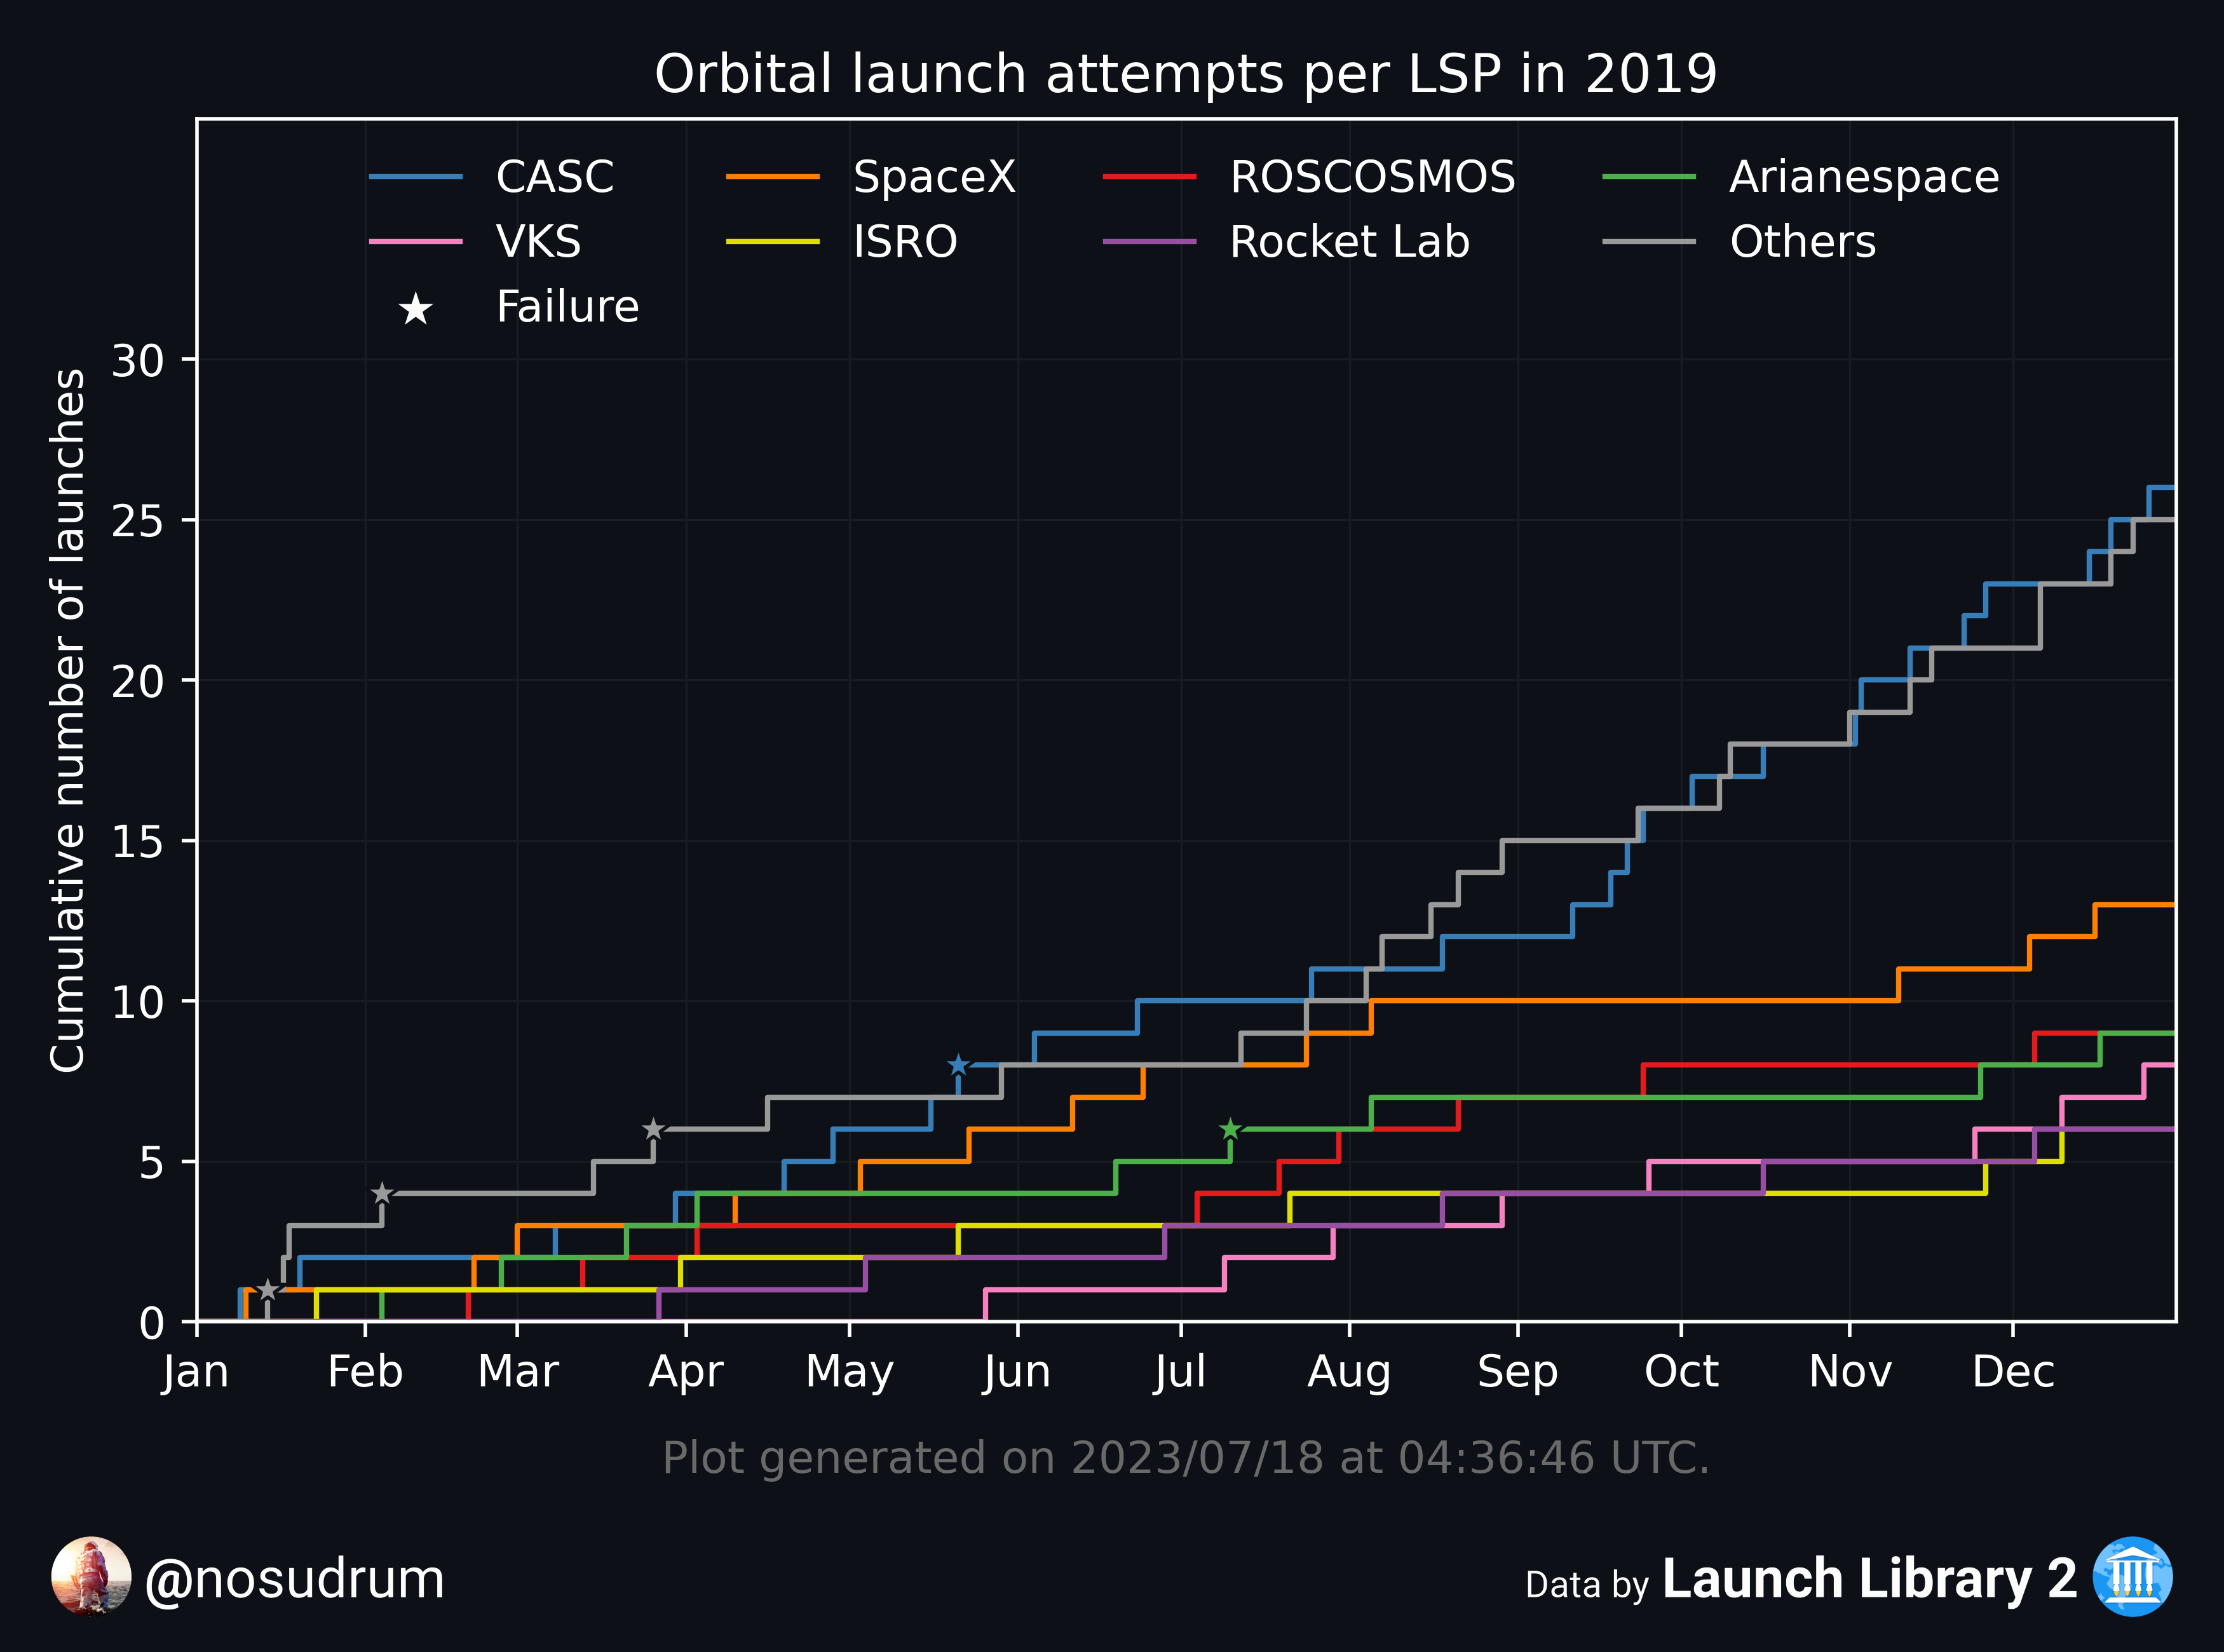 Orbital launch attempts per LSP in 2019
CASC SpaceX ROSCOSMOS Arianespace
VKS ISRO Rocket Lab Others
Failure
Cumulative number of launches
30
25
20
15
10
5
0
Jan Feb Mar Apr May Jun Jul Aug Sep Oct Nov Dec
Plot generated on 2023/07/18 at 04:36:46 UTC.
@nosudrum
Data by Launch Library 2